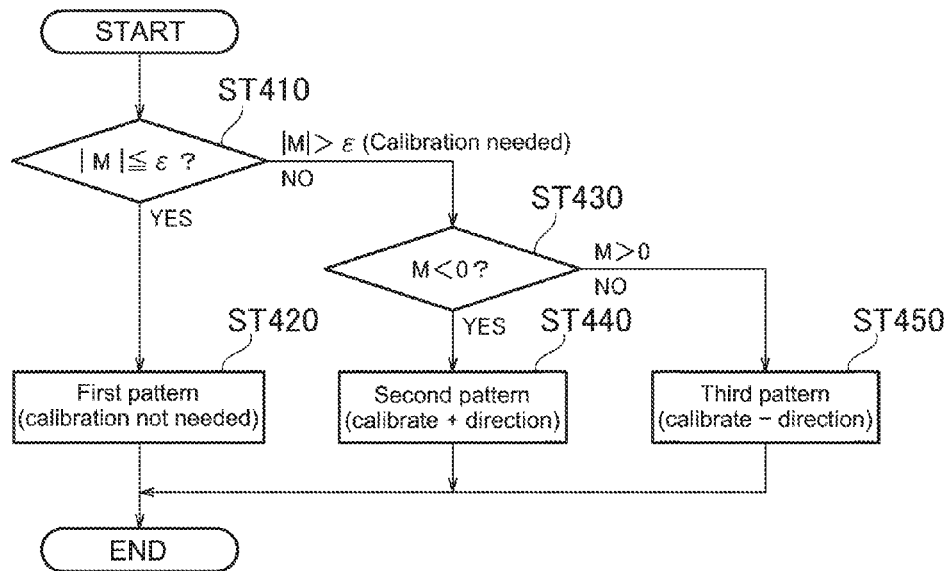 START
ST410
| M |≦ ε ?
|M|> ε (Calibration needed)
NO
YES
ST430
M<0?
M>0
NO
YES
ST420
ST440
ST450
First pattern
(calibration not needed)
Second pattern
(calibrate + direction)
Third pattern
(calibrate − direction)
END